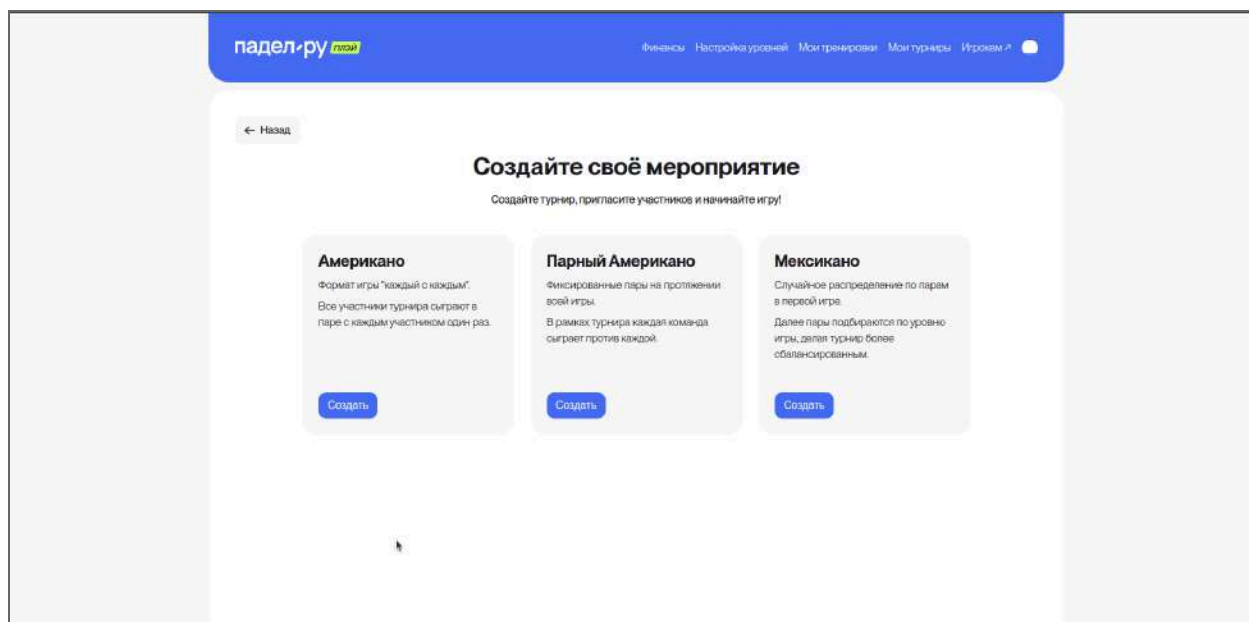 падел·ру плэй
Финансы Настройка уровней Мои тренировки Мои турниры Игрокам ↗
← Назад
Создайте своё мероприятие
Создайте турнир, пригласите участников и начинайте игру!
Американо
Формат игры "каждый с каждым".
Все участники турнира сыграют в
паре с каждым участником один раз.
Создать
Парный Американо
Фиксированные пары на протяжении
всей игры.
В рамках турнира каждая команда
сыграет против каждой.
Создать
Мексикано
Случайное распределение по парам
в первой игре.
Далее пары подбираются по уровню
игры, делая турнир более
сбалансированным.
Создать